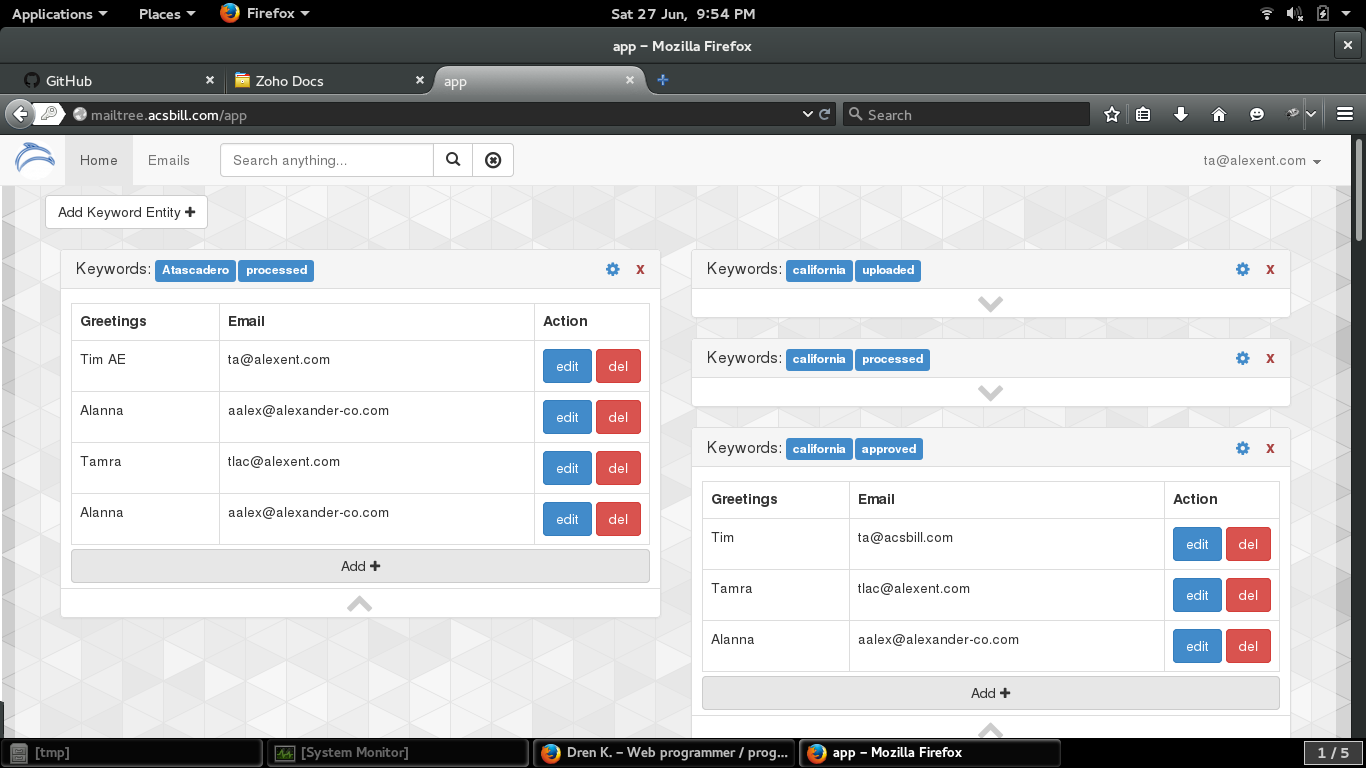 Applications Places Firefox Sat 27 Jun, 9:54 PM
app – Mozilla Firefox
GitHub Zoho Docs app
mailtree.acsbill.com/app Search
Home Emails Search anything... ta@alexent.com
Add Keyword Entity
Keywords: Atascadero processed x
Greetings Email Action
Tim AE ta@alexent.com edit del
Alanna aalex@alexander-co.com edit del
Tamra tlac@alexent.com edit del
Alanna aalex@alexander-co.com edit del
Add
Keywords: california uploaded x
Keywords: california processed x
Keywords: california approved x
Greetings Email Action
Tim ta@acsbill.com edit del
Tamra tlac@alexent.com edit del
Alanna aalex@alexander-co.com edit del
Add
[tmp] [System Monitor] Dren K. – Web programmer / prog... app – Mozilla Firefox 1 / 5